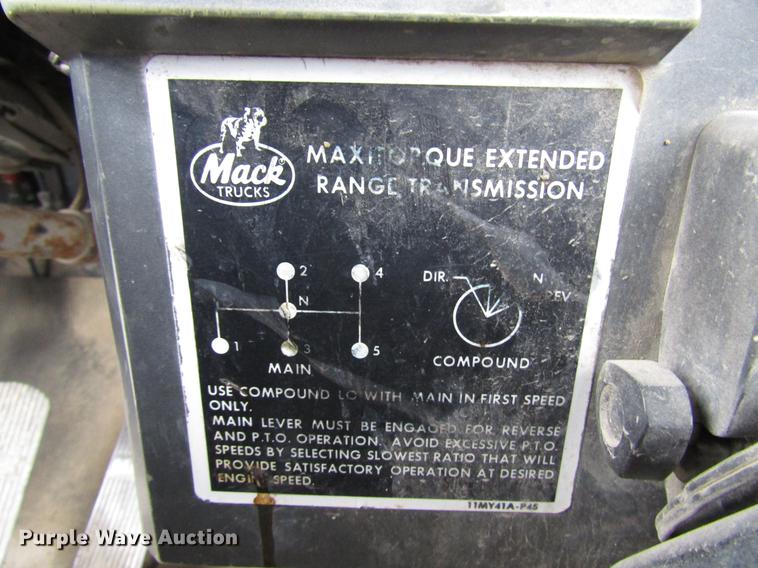 Mack
TRUCKS
MAXITORQUE EXTENDED
RANGE TRANSMISSION
2
4
N
1
3
5
MAIN
DIR.
N
REV
COMPOUND
USE COMPOUND LO WITH MAIN IN FIRST SPEED
ONLY.
MAIN LEVER MUST BE ENGAGED FOR REVERSE
AND P.T.O. OPERATION. AVOID EXCESSIVE P.T.O.
SPEEDS BY SELECTING SLOWEST RATIO THAT WILL
PROVIDE SATISFACTORY OPERATION AT DESIRED
ENGINE SPEED.
11MY41A-P45
Purple Wave Auction